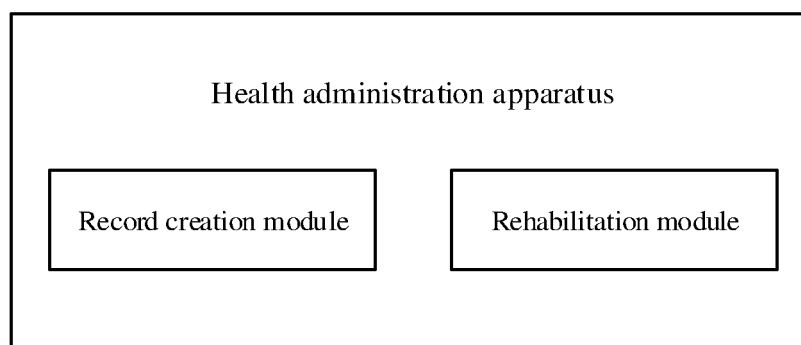 Health administration apparatus
Record creation module
Rehabilitation module